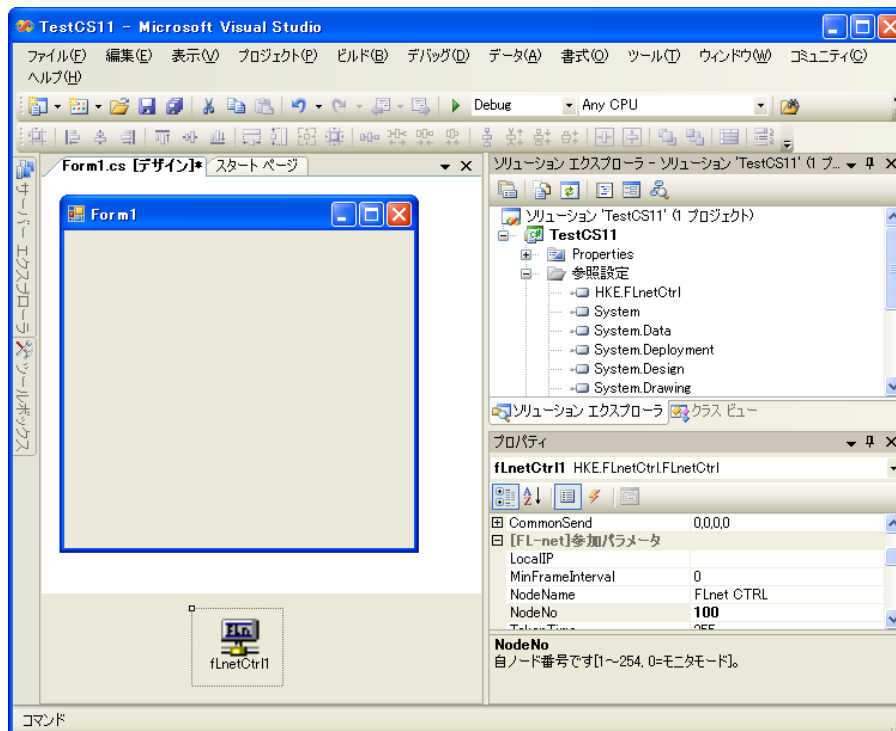 TestCS11 - Microsoft Visual Studio
ファイル(F) 編集(E) 表示(V) プロジェクト(P) ビルド(B) デバッグ(D) データ(A) 書式(O) ツール(T) ウィンドウ(W) コミュニティ(C)
ヘルプ(H)
Debug Any CPU
サーバー エクスプローラ
ツールボックス
Form1.cs [デザイン]* スタート ページ
Form1
fLnetCtrl1
ソリューション エクスプローラ - ソリューション 'TestCS11' (1 プ...
ソリューション 'TestCS11' (1 プロジェクト)
TestCS11
Properties
参照設定
HKE.FLnetCtrl
System
System.Data
System.Deployment
System.Design
System.Drawing
ソリューション エクスプローラ クラス ビュー
プロパティ
fLnetCtrl1 HKE.FLnetCtrl.FLnetCtrl
CommonSend 0,0,0,0
[FL-net]参加パラメータ
LocalIP
MinFrameInterval 0
NodeName FLnet CTRL
NodeNo 100
TokenTime 255
NodeNo
自ノード番号です[1～254, 0=モニタモード]。
コマンド